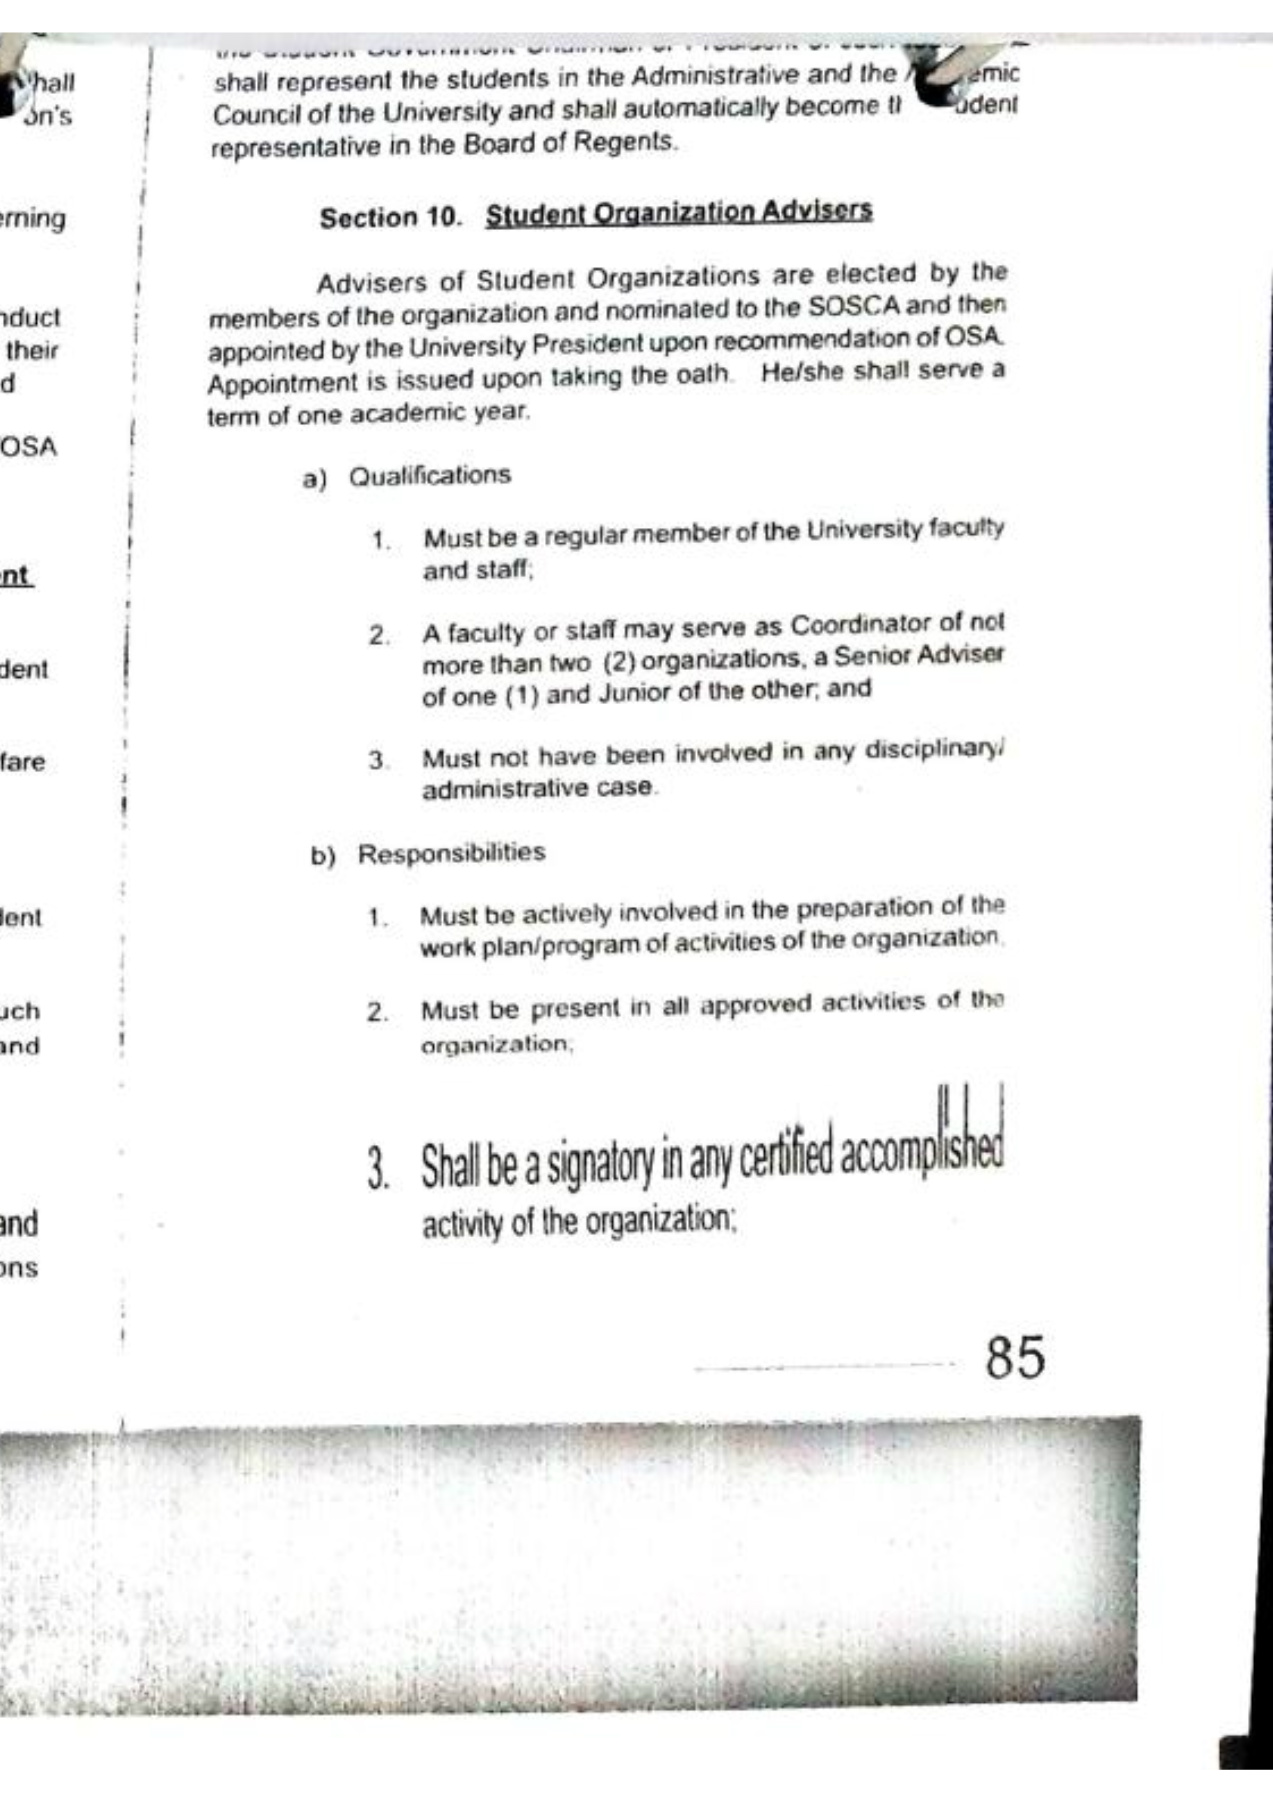 hall
on's
erning
nduct
their
d
OSA
nt
dent
fare
dent
uch
and
and
ons
shall represent the students in the Administrative and the emic
Council of the University and shall automatically become udent
representative in the Board of Regents.
Section 10. Student Organization Advisers
Advisers of Student Organizations are elected by the
members of the organization and nominated to the SOSCA and then
appointed by the University President upon recommendation of OSA.
Appointment is issued upon taking the oath. He/she shall serve a
term of one academic year.
a) Qualifications
1. Must be a regular member of the University faculty
and staff;
2. A faculty or staff may serve as Coordinator of not
more than two (2) organizations, a Senior Adviser
of one (1) and Junior of the other; and
3. Must not have been involved in any disciplinary/
administrative case.
b) Responsibilities
1. Must be actively involved in the preparation of the
work plan/program of activities of the organization.
2. Must be present in all approved activities of the
organization;
3. Shall be a signatory in any certified accomplished
activity of the organization;
85